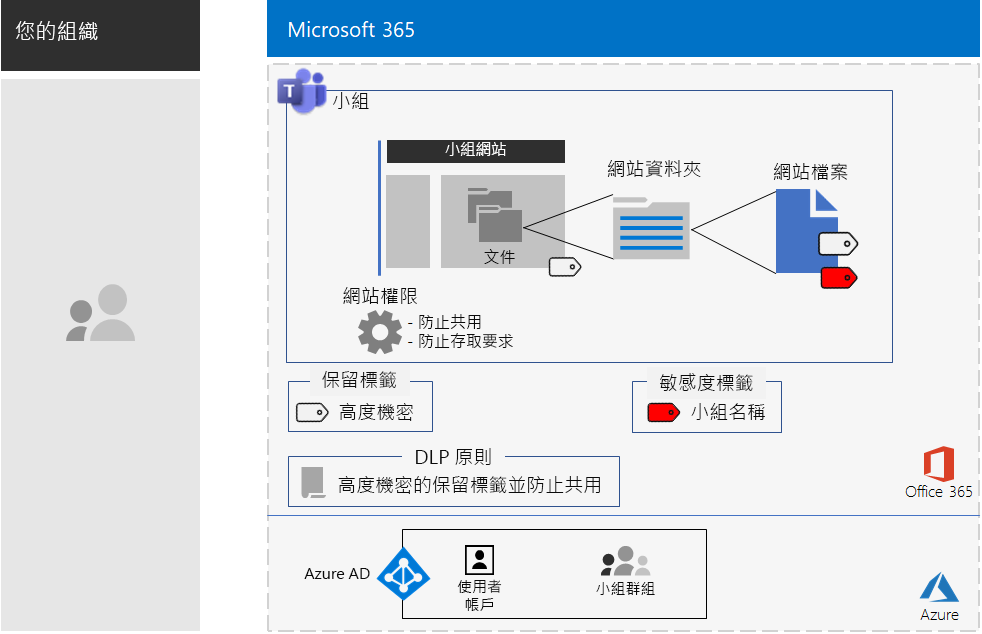 您的組織
Microsoft 365
T
小組
小組網站
網站資料夾
網站檔案
文件
網站權限
- 防止共用
- 防止存取要求
保留標籤
高度機密
敏感度標籤
小組名稱
DLP 原則
高度機密的保留標籤並防止共用
Office 365
Azure AD
使用者
帳戶
小組群組
Azure